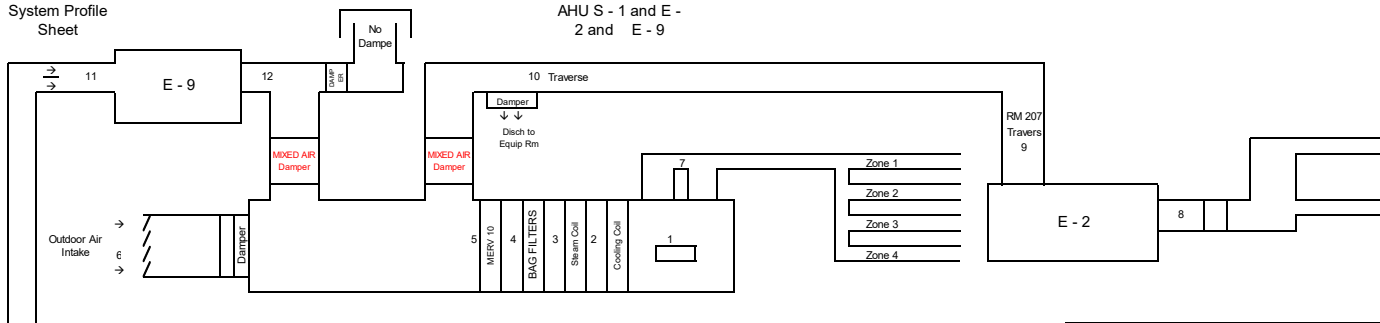 System Profile
Sheet
AHU S - 1 and E -
2 and E - 9
No
Dampe
→
→
11
E - 9
12
DAMP
ER
10 Traverse
Damper
↓ ↓
Disch to
Equip Rm
RM 207
Travers
9
MIXED AIR
Damper
MIXED AIR
Damper
7
Zone 1
Zone 2
Zone 3
Zone 4
E - 2
8
Outdoor Air
Intake
→
6
→
Damper
5
MERV 10
4
BAG FILTERS
3
Steam Coil
2
Cooling Coil
1